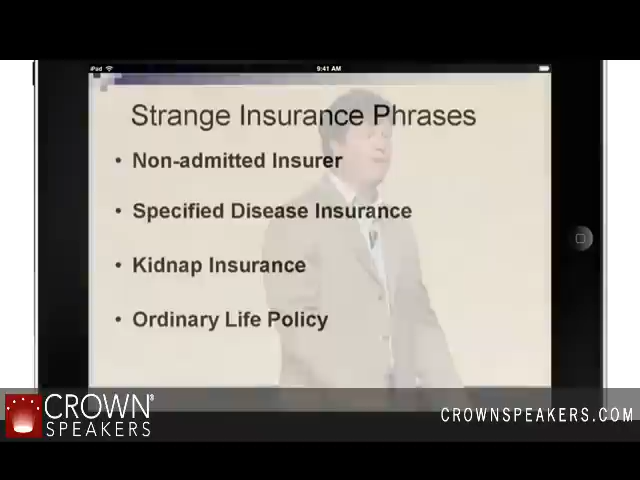 iPad
9:41 AM
Strange Insurance Phrases
• Non-admitted Insurer
• Specified Disease Insurance
• Kidnap Insurance
• Ordinary Life Policy
CROWN®
SPEAKERS
CROWNSPEAKERS.COM